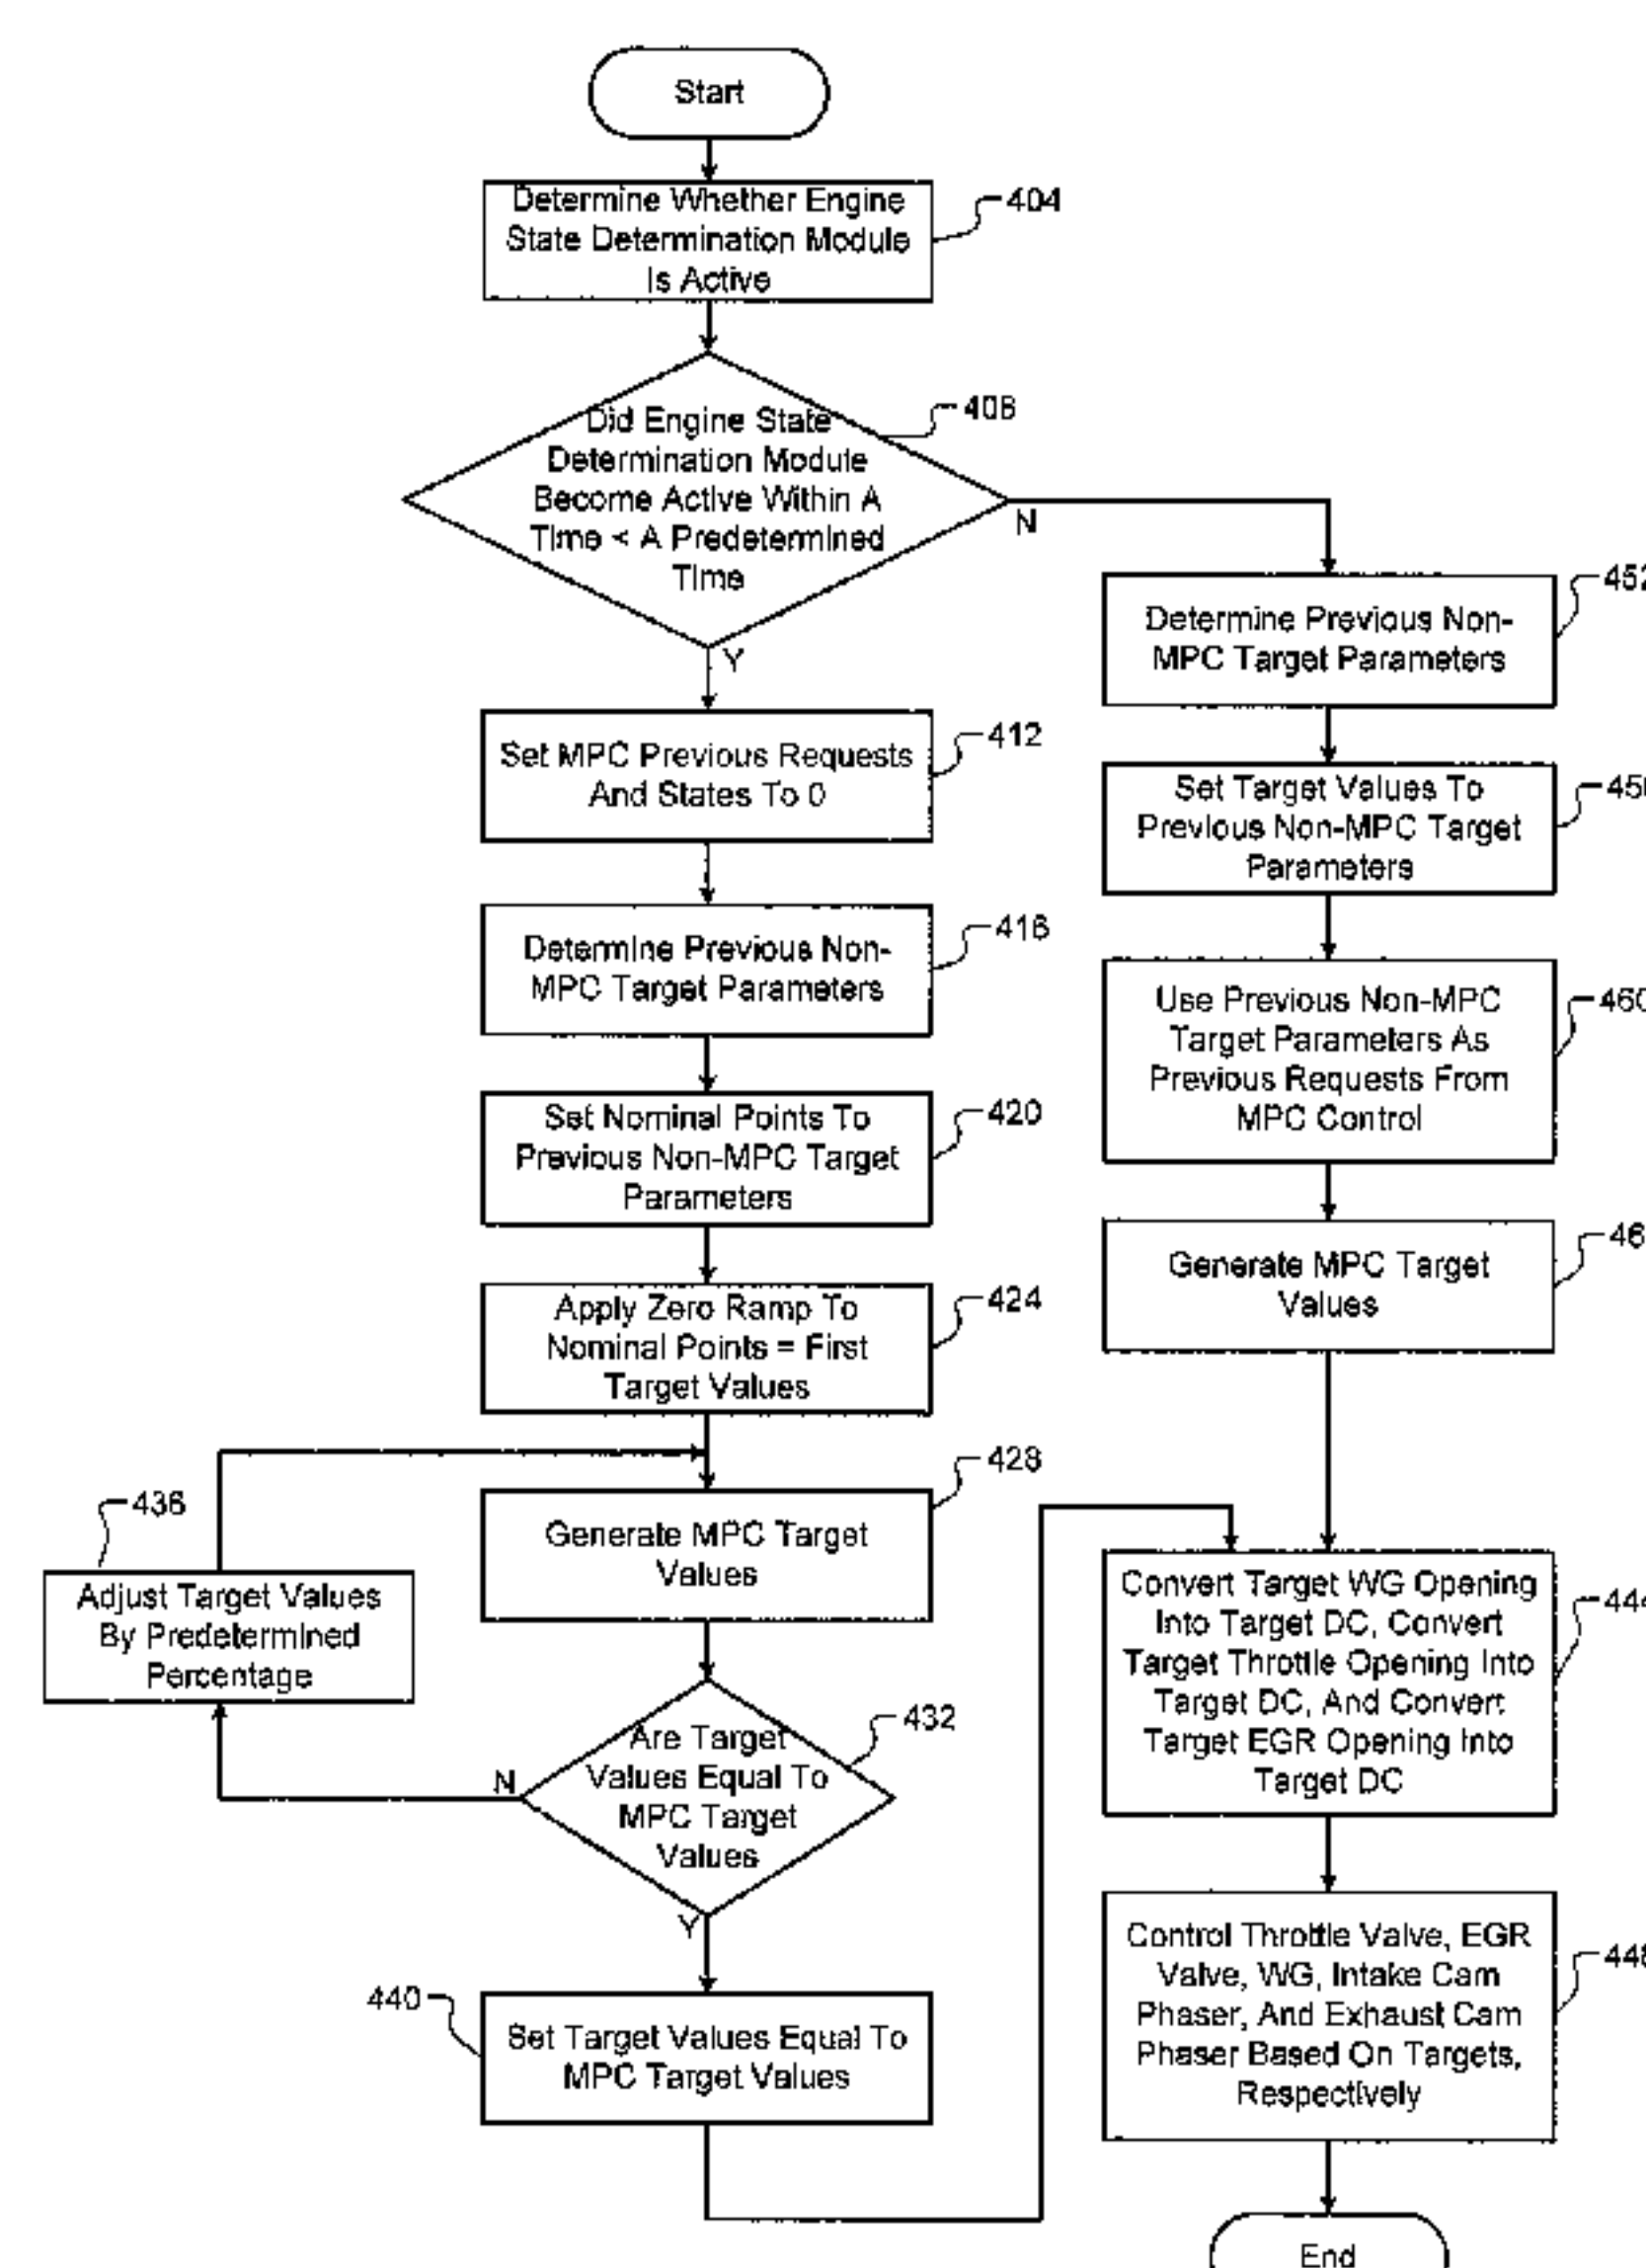 Start
Determine Whether Engine
State Determination Module
Is Active
404
Did Engine State
Determination Module
Become Active Within A
Time < A Predetermined
Time
408
N
Y
Set MPC Previous Requests
And States To 0
412
Determine Previous Non-
MPC Target Parameters
416
Set Nominal Points To
Previous Non-MPC Target
Parameters
420
Apply Zero Ramp To
Nominal Points = First
Target Values
424
Generate MPC Target
Values
428
436
Adjust Target Values
By Predetermined
Percentage
Are Target
Values Equal To
MPC Target
Values
432
N
Y
440
Set Target Values Equal To
MPC Target Values
Determine Previous Non-
MPC Target Parameters
452
Set Target Values To
Previous Non-MPC Target
Parameters
45
Use Previous Non-MPC
Target Parameters As
Previous Requests From
MPC Control
460
Generate MPC Target
Values
46
Convert Target WG Opening
Into Target DC, Convert
Target Throttle Opening Into
Target DC, And Convert
Target EGR Opening Into
Target DC
444
Control Throttle Valve, EGR
Valve, WG, Intake Cam
Phaser, And Exhaust Cam
Phaser Based On Targets,
Respectively
448
End